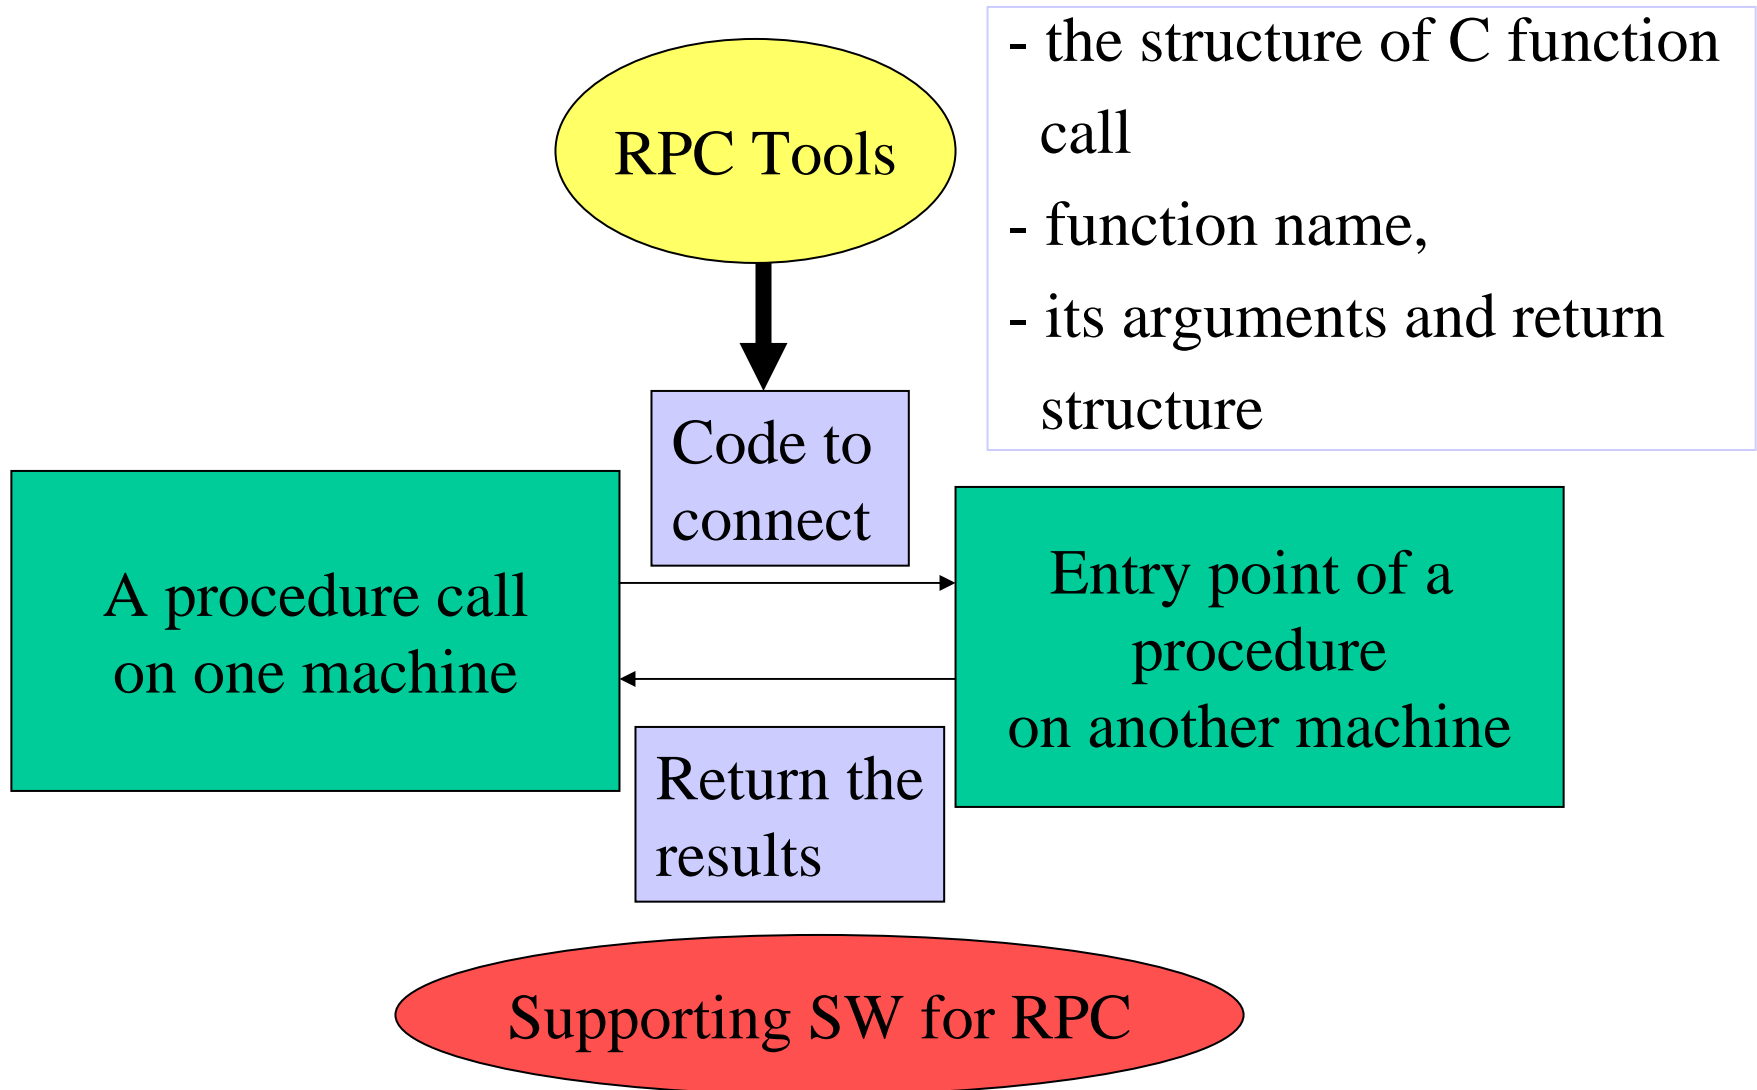 RPC Tools
- the structure of C function
call
- function name,
- its arguments and return
structure
Code to
connect
A procedure call
on one machine
Entry point of a
procedure
on another machine
Return the
results
Supporting SW for RPC